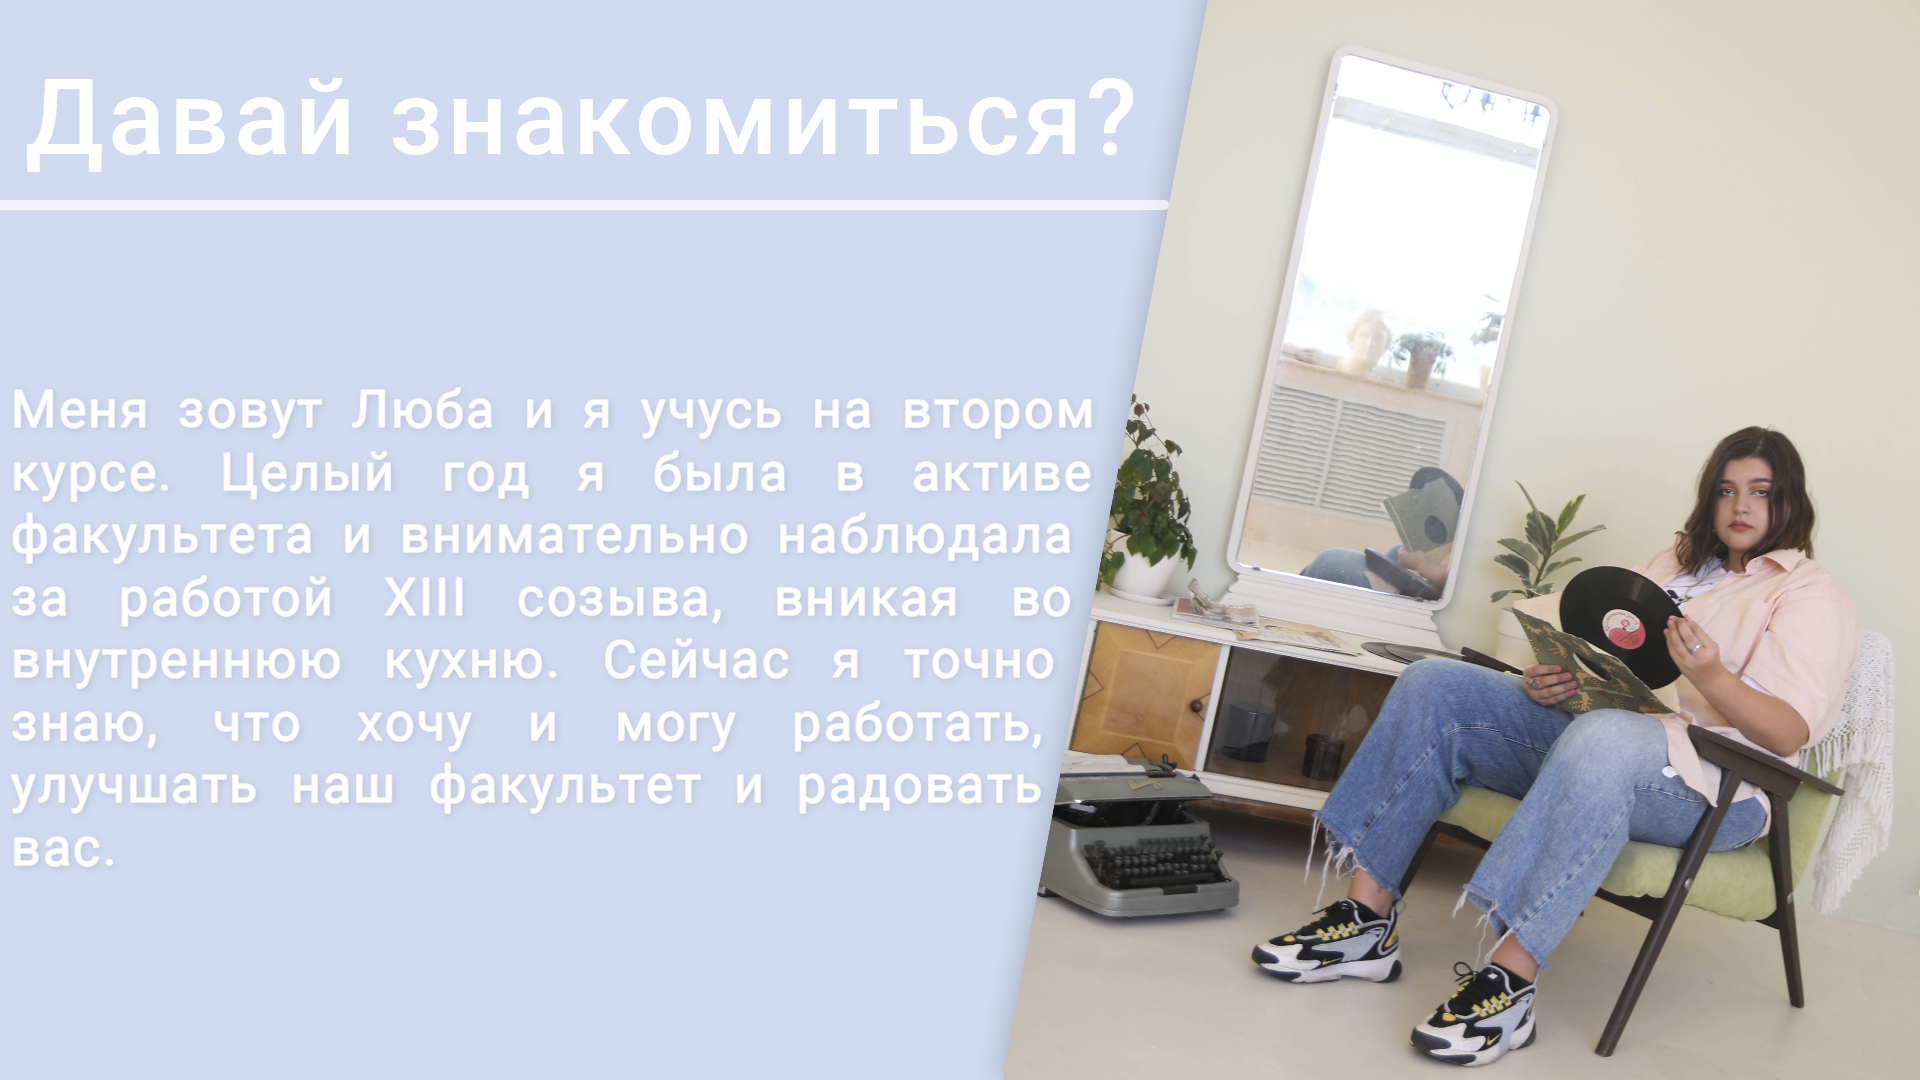 Давай знакомиться?
Меня зовут Люба и я учусь на втором
курсе. Целый год я была в активе
факультета и внимательно наблюдала
за работой XIII созыва, вникая во
внутреннюю кухню. Сейчас я точно
знаю, что хочу и могу работать,
улучшать наш факультет и радовать
вас.